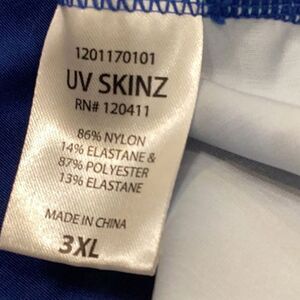 1201170101
UV SKINZ
RN# 120411
86% NYLON
14% ELASTANE &
87% POLYESTER
13% ELASTANE
MADE IN CHINA
3XL